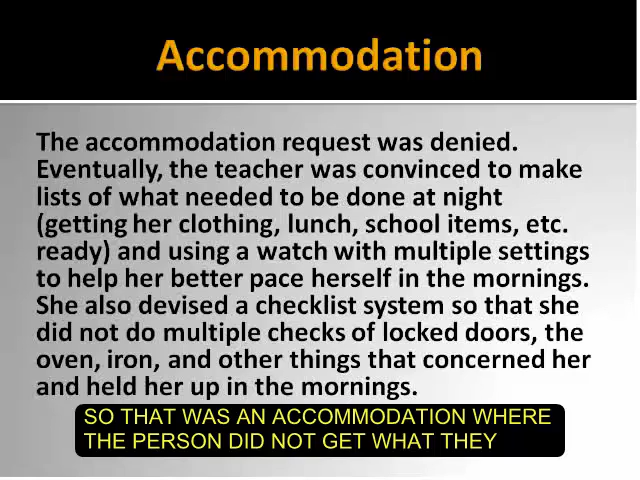 Accommodation
The accommodation request was denied.
Eventually, the teacher was convinced to make
lists of what needed to be done at night
(getting her clothing, lunch, school items, etc.
ready) and using a watch with multiple settings
to help her better pace herself in the mornings.
She also devised a checklist system so that she
did not do multiple checks of locked doors, the
oven, iron, and other things that concerned her
and held her up in the mornings.
SO THAT WAS AN ACCOMMODATION WHERE
THE PERSON DID NOT GET WHAT THEY